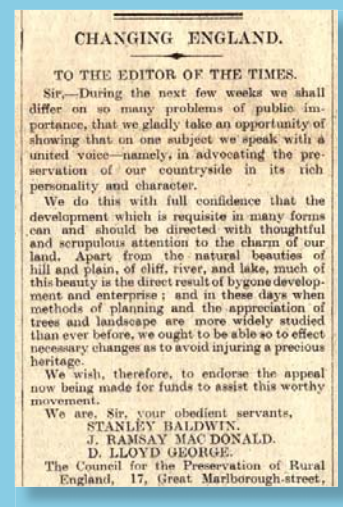 CHANGING ENGLAND.
TO THE EDITOR OF THE TIMES.
Sir,—During the next few weeks we shall
differ on so many problems of public im-
portance, that we gladly take an opportunity of
showing that on one subject we speak with a
united voice—namely, in advocating the pre-
servation of our countryside in its rich
personality and character.
We do this with full confidence that the
development which is requisite in many forms
can and should be directed with thoughtful
and scrupulous attention to the charm of our
land. Apart from the natural beauties of
hill and plain, of cliff, river, and lake, much of
this beauty is the direct result of bygone develop-
ment and enterprise ; and in these days when
methods of planning and the appreciation of
trees and landscape are more widely studied
than ever before, we ought to be able so to effect
necessary changes as to avoid injuring a precious
heritage.
We wish, therefore, to endorse the appeal
now being made for funds to assist this worthy
movement.
We are, Sir, your obedient servants,
STANLEY BALDWIN.
J. RAMSAY MAC DONALD.
D. LLOYD GEORGE.
The Council for the Preservation of Rural
England, 17, Great Marlborough-street,